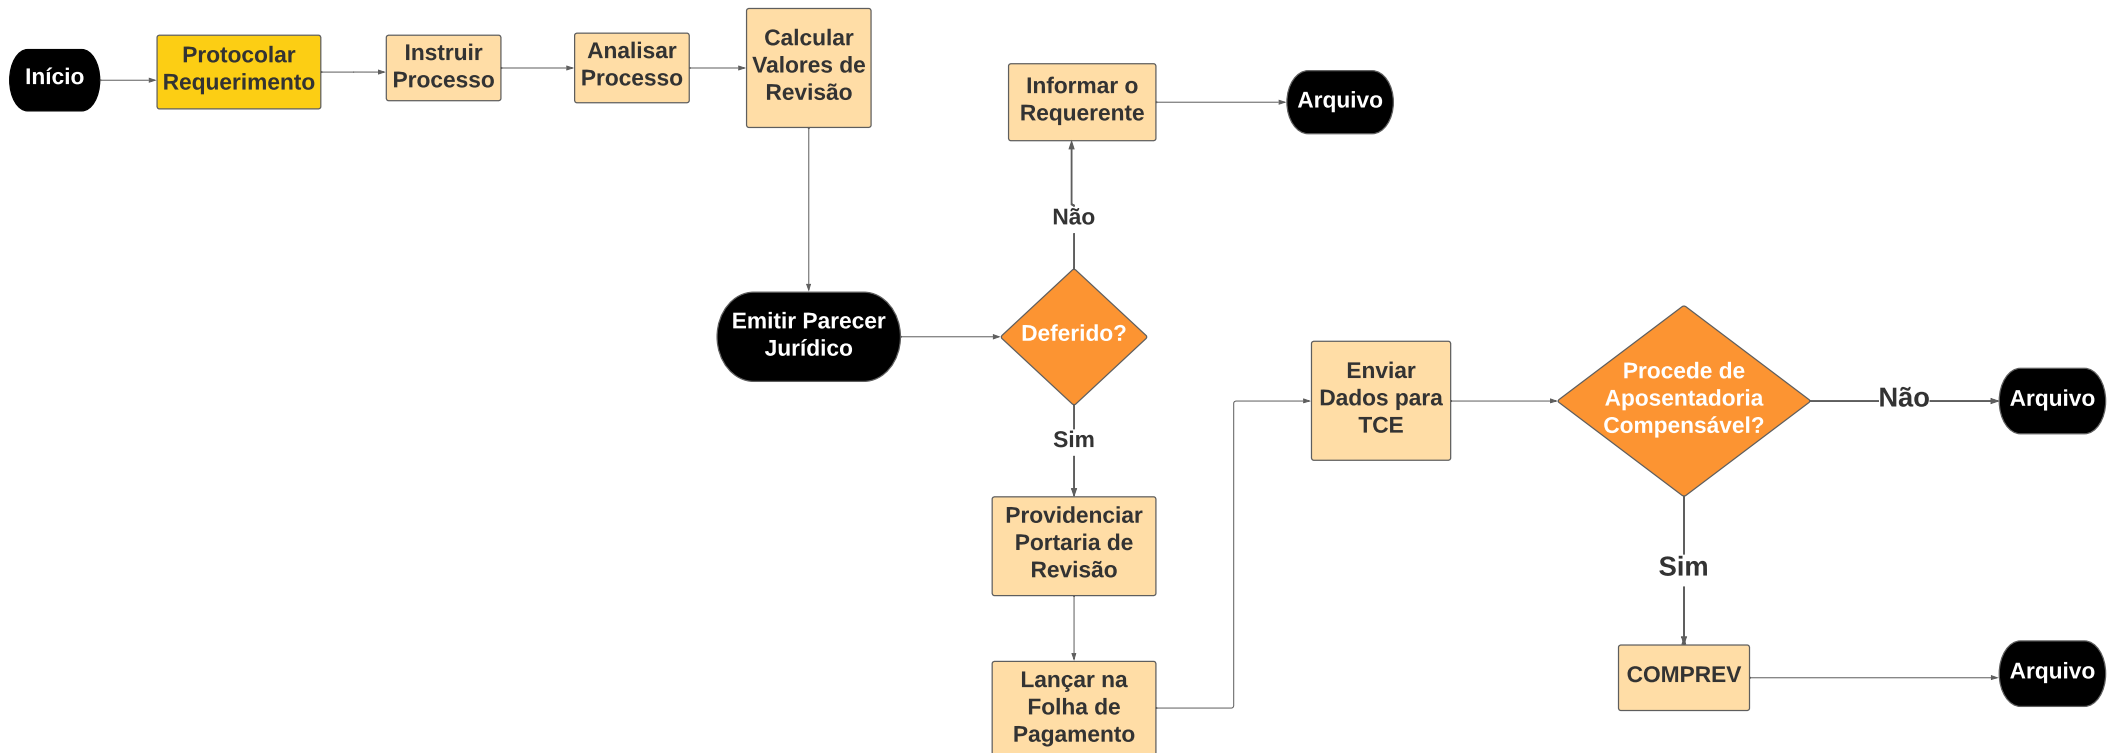 Início
Protocolar
Requerimento
Instruir
Processo
Analisar
Processo
Calcular
Valores de
Revisão
Emitir Parecer
Jurídico
Deferido?
Não
Informar o
Requerente
Arquivo
Sim
Providenciar
Portaria de
Revisão
Lançar na
Folha de
Pagamento
Enviar
Dados para
TCE
Procede de
Aposentadoria
Compensável?
Não
Arquivo
Sim
COMPREV
Arquivo